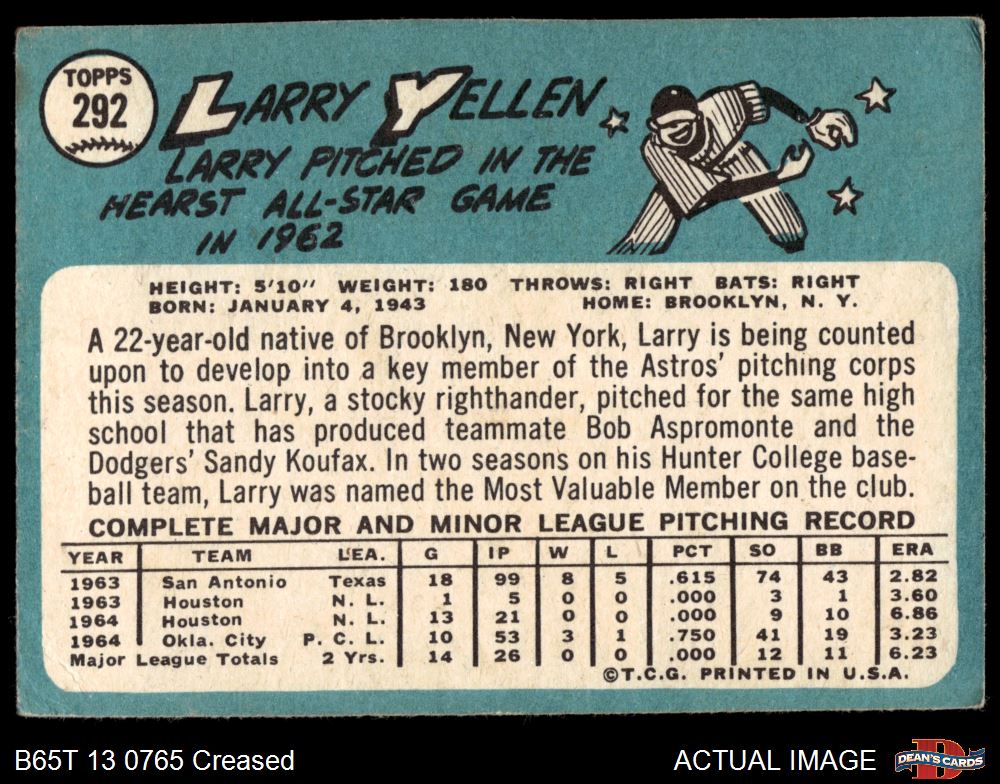 TOPPS
292
LARRY YELLEN
LARRY PITCHED IN THE
HEARST ALL-STAR GAME
IN 1962
HEIGHT: 5'10" WEIGHT: 180 THROWS: RIGHT BATS: RIGHT
BORN: JANUARY 4, 1943 HOME: BROOKLYN, N. Y.
A 22-year-old native of Brooklyn, New York, Larry is being counted
upon to develop into a key member of the Astros' pitching corps
this season. Larry, a stocky righthander, pitched for the same high
school that has produced teammate Bob Aspromonte and the
Dodgers' Sandy Koufax. In two seasons on his Hunter College base-
ball team, Larry was named the Most Valuable Member on the club.
COMPLETE MAJOR AND MINOR LEAGUE PITCHING RECORD
YEAR TEAM LEA. G IP W L PCT SO BB ERA
1963 San Antonio Texas 18 99 8 5 .615 74 43 2.82
1963 Houston N. L. 1 5 0 0 .000 3 1 3.60
1964 Houston N. L. 13 21 0 0 .000 9 10 6.86
1964 Okla. City P. C. L. 10 53 3 1 .750 41 19 3.23
Major League Totals 2 Yrs. 14 26 0 0 .000 12 11 6.23
©T.C.G. PRINTED IN U.S.A.
B65T 13 0765 Creased ACTUAL IMAGE
DEAN'S CARDS